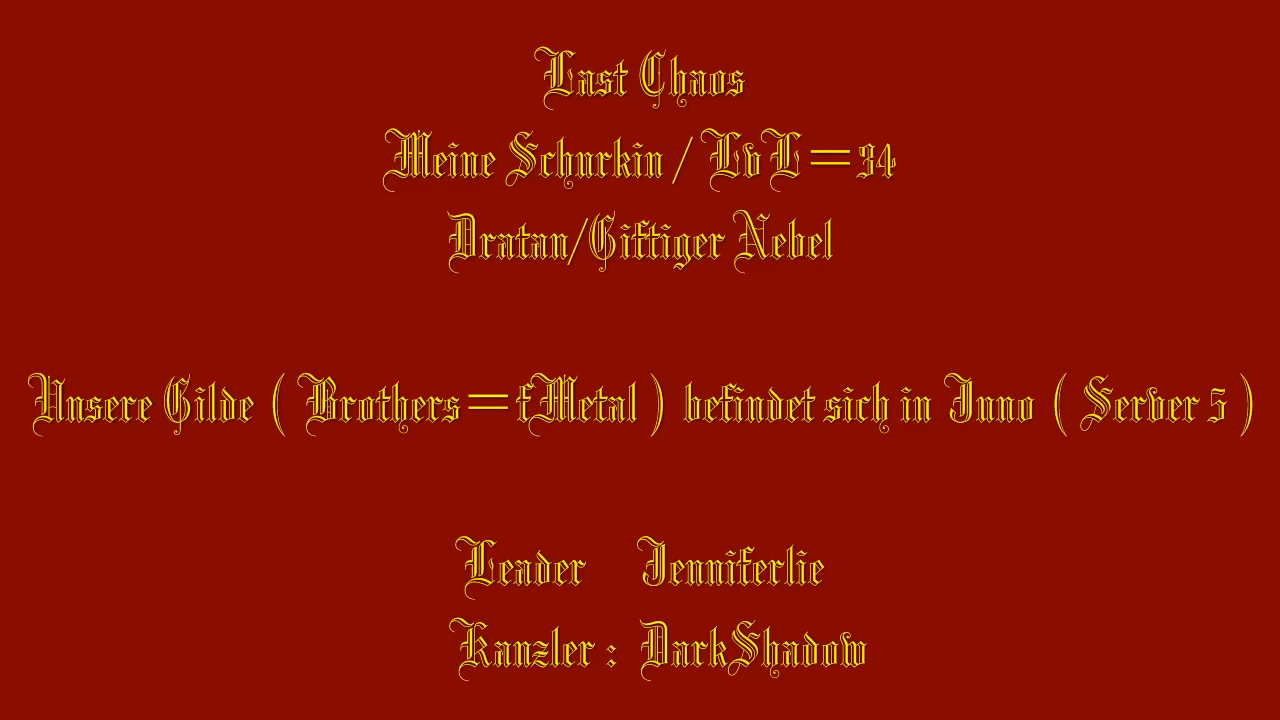 Last Chaos
Meine Schurkin / LvL=34
Dratan/Giftiger Nebel
Unsere Gilde ( Brothers=fMetal ) befindet sich in Juno ( Server 5 )
Leader Jenniferlie
Kanzler : DarkShadow